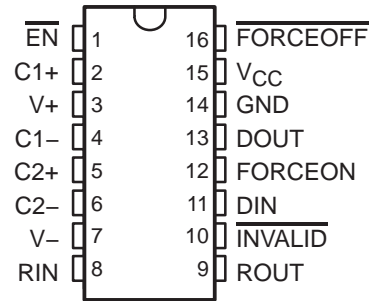 EN 1 16 FORCEOFF
C1+ 2 15 VCC
V+ 3 14 GND
C1− 4 13 DOUT
C2+ 5 12 FORCEON
C2− 6 11 DIN
V− 7 10 INVALID
RIN 8 9 ROUT